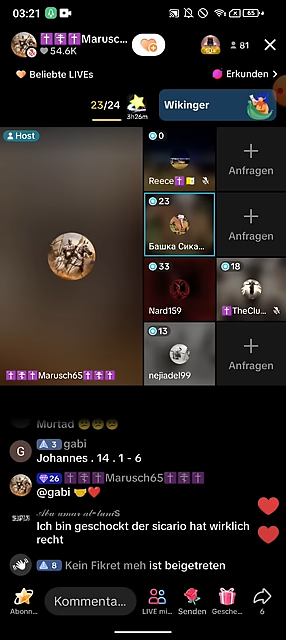 03:21
65
✝️☦️✝️Marusc...
54.6K
81
Beliebte LIVEs
Erkunden >
23/24
3h26m
Wikinger
Host
0
Reece✝️🇻🇦
Anfragen
23
Башка Сика...
Anfragen
33
Nard159
18
✝️TheClu...
13
nejiadel99
Anfragen
✝️✝️✝️Marusch65✝️✝️✝️
Murtad
3 gabi
Johannes . 14 . 1 - 6
26 ✝️☦️✝️Marusch65✝️☦️✝️
@gabi 🤝❤️
Ich bin geschockt der sicario hat wirklich
recht
8 Kein Fikret meh ist beigetreten
Kommenta...
Abonn...
LIVE mi...
Senden
Gesche...
6